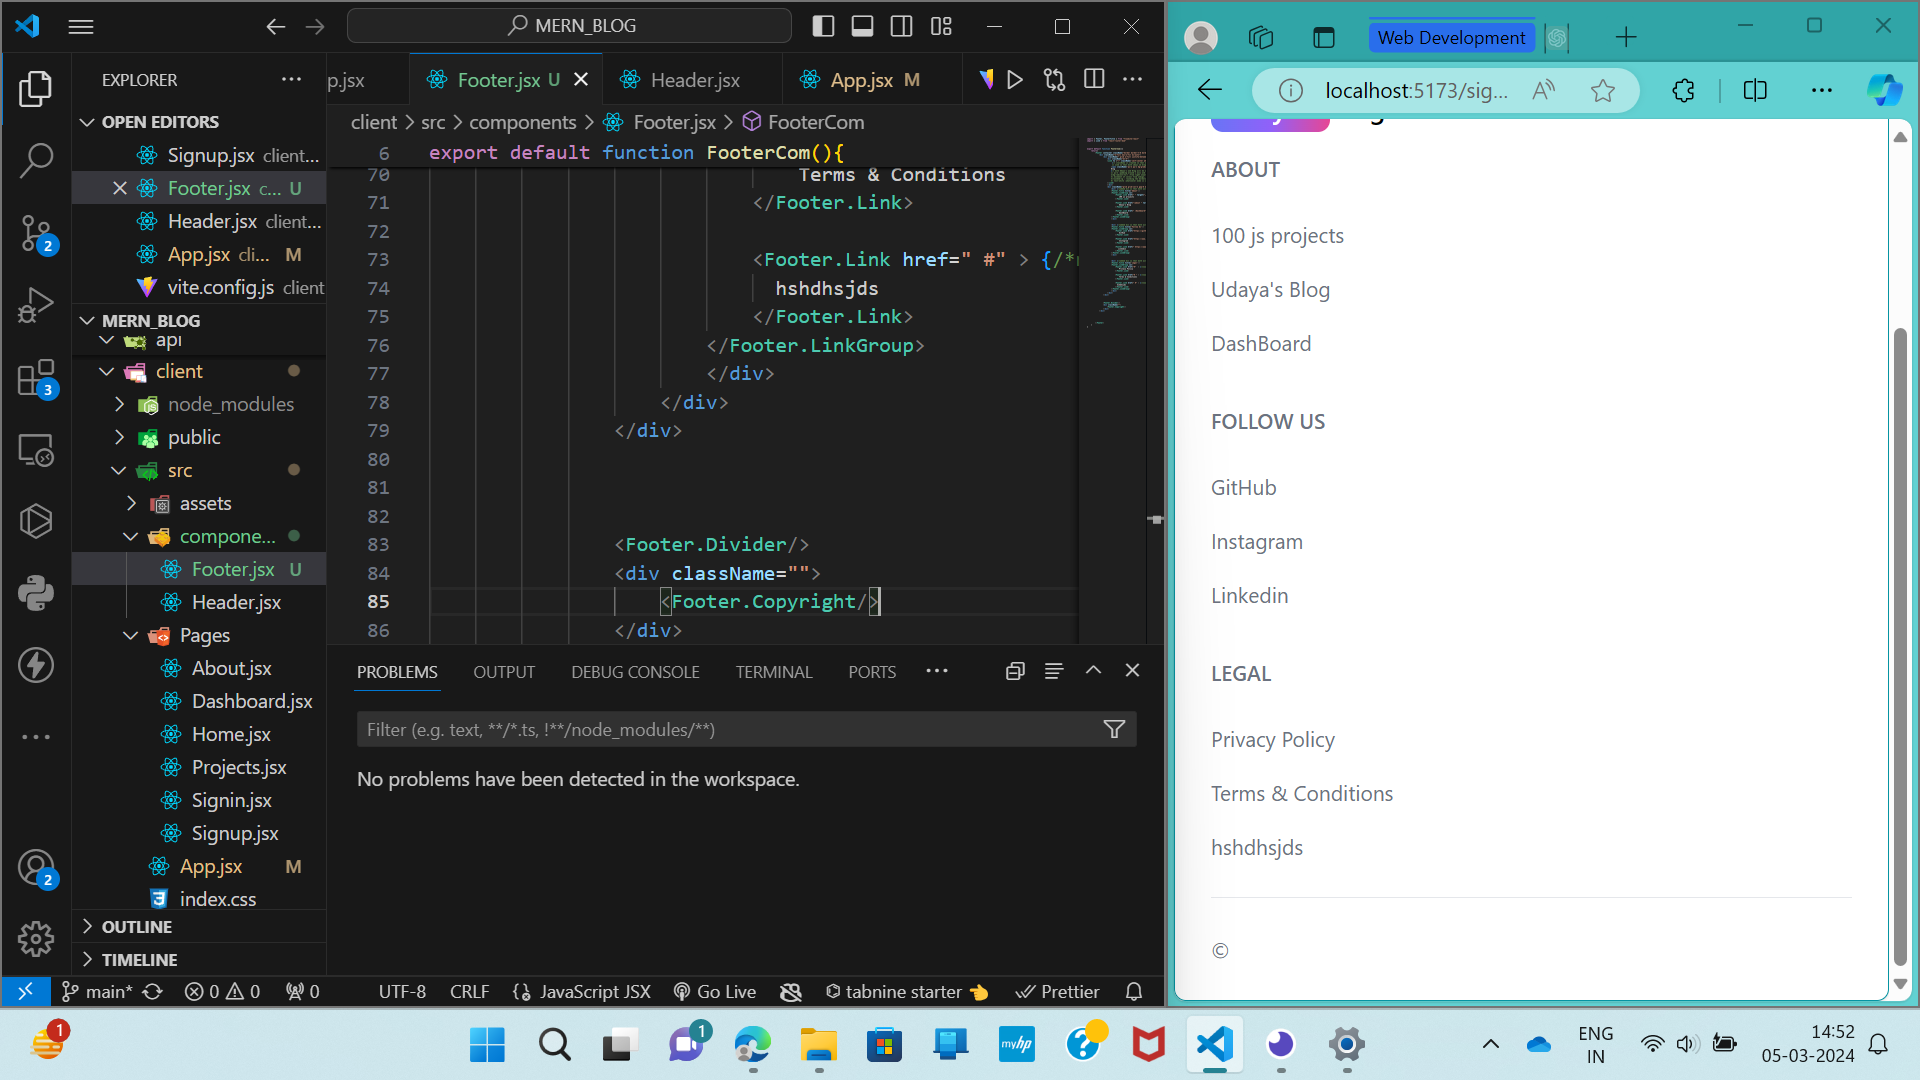 MERN_BLOG
EXPLORER
OPEN EDITORS
Signup.jsx client...
Footer.jsx c... U
Header.jsx client...
App.jsx cli... M
vite.config.js client
MERN_BLOG
api
client
node_modules
public
src
assets
compone...
Footer.jsx U
Header.jsx
Pages
About.jsx
Dashboard.jsx
Home.jsx
Projects.jsx
Signin.jsx
Signup.jsx
App.jsx M
index.css
OUTLINE
TIMELINE
2
3
2
p.jsx
Footer.jsx U
Header.jsx
App.jsx M
client > src > components > Footer.jsx > FooterCom
6 export default function FooterCom(){
70 Terms & Conditions
71 </Footer.Link>
72
73 <Footer.Link href=" #" > {/*
74 hshdhsjds
75 </Footer.Link>
76 </Footer.LinkGroup>
77 </div>
78 </div>
79 </div>
80
81
82
83 <Footer.Divider/>
84 <div className="">
85 <Footer.Copyright/>
86 </div>
PROBLEMS OUTPUT DEBUG CONSOLE TERMINAL PORTS
Filter (e.g. text, **/*.ts, !**/node_modules/**)
No problems have been detected in the workspace.
main* 0 0 0 UTF-8 CRLF JavaScript JSX Go Live tabnine starter Prettier
Web Development
localhost:5173/sig...
ABOUT
100 js projects
Udaya's Blog
DashBoard
FOLLOW US
GitHub
Instagram
Linkedin
LEGAL
Privacy Policy
Terms & Conditions
hshdhsjds
©
1
1
myhp
ENG
IN
14:52
05-03-2024